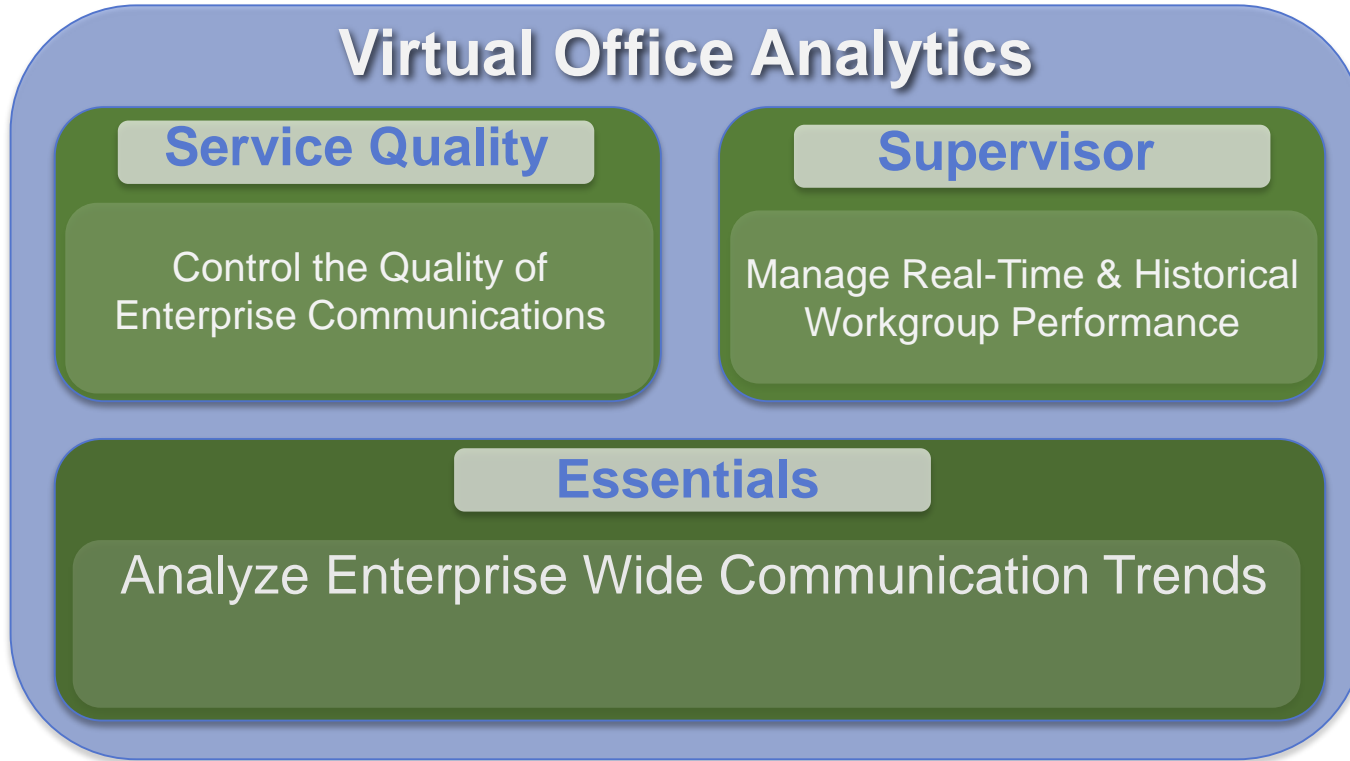 Virtual Office Analytics
Service Quality
Control the Quality of
Enterprise Communications
Supervisor
Manage Real-Time & Historical
Workgroup Performance
Essentials
Analyze Enterprise Wide Communication Trends